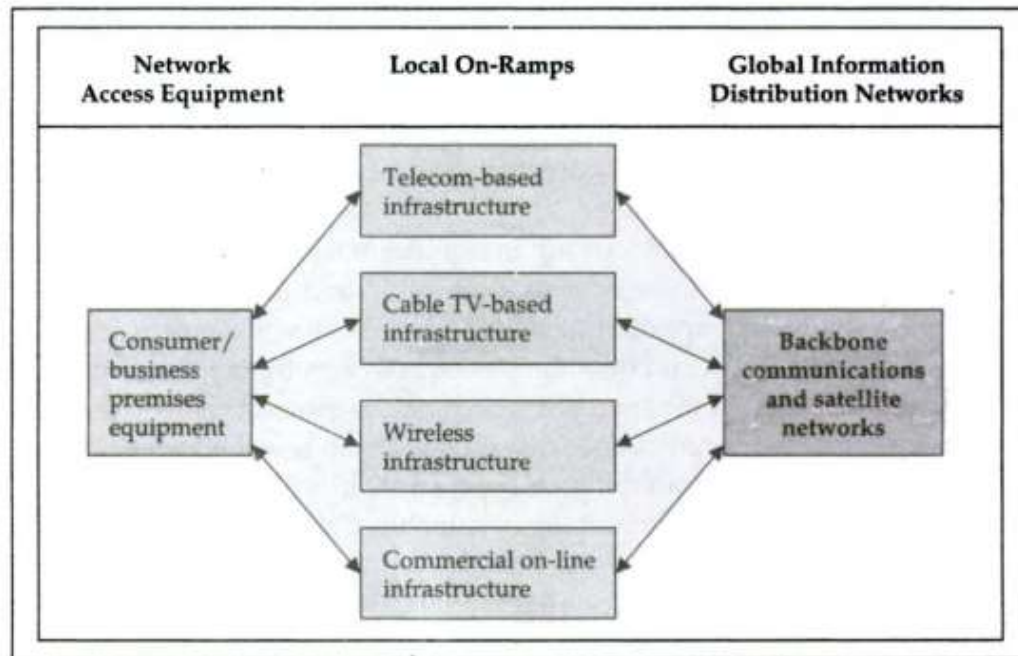 Network
Access Equipment
Local On-Ramps
Global Information
Distribution Networks
Consumer/
business
premises
equipment
Telecom-based
infrastructure
Cable TV-based
infrastructure
Wireless
infrastructure
Commercial on-line
infrastructure
Backbone
communications
and satellite
networks